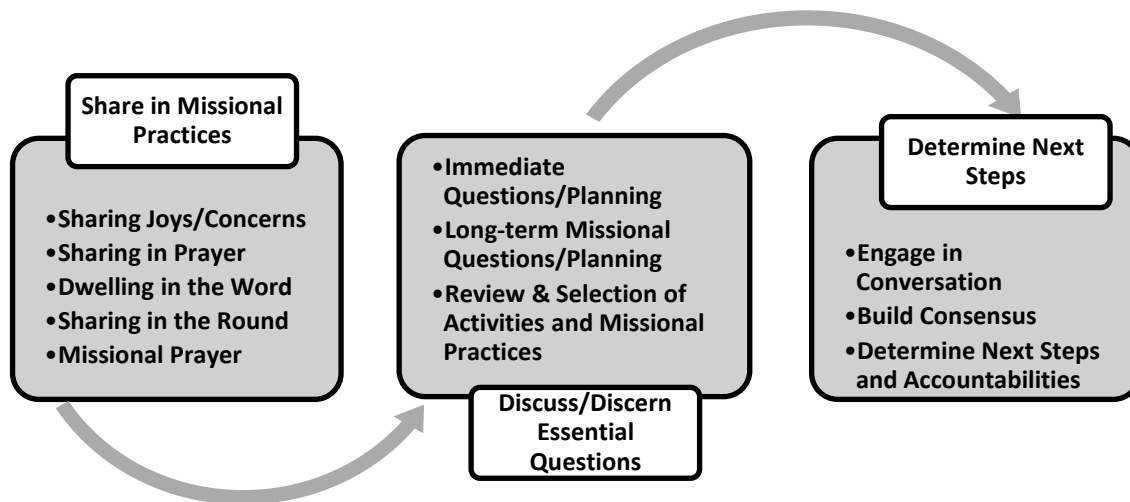 Share in Missional
Practices
•Sharing Joys/Concerns
•Sharing in Prayer
•Dwelling in the Word
•Sharing in the Round
•Missional Prayer
•Immediate
Questions/Planning
•Long-term Missional
Questions/Planning
•Review & Selection of
Activities and Missional
Practices
Discuss/Discern
Essential
Questions
Determine Next
Steps
•Engage in
Conversation
•Build Consensus
•Determine Next Steps
and Accountabilities